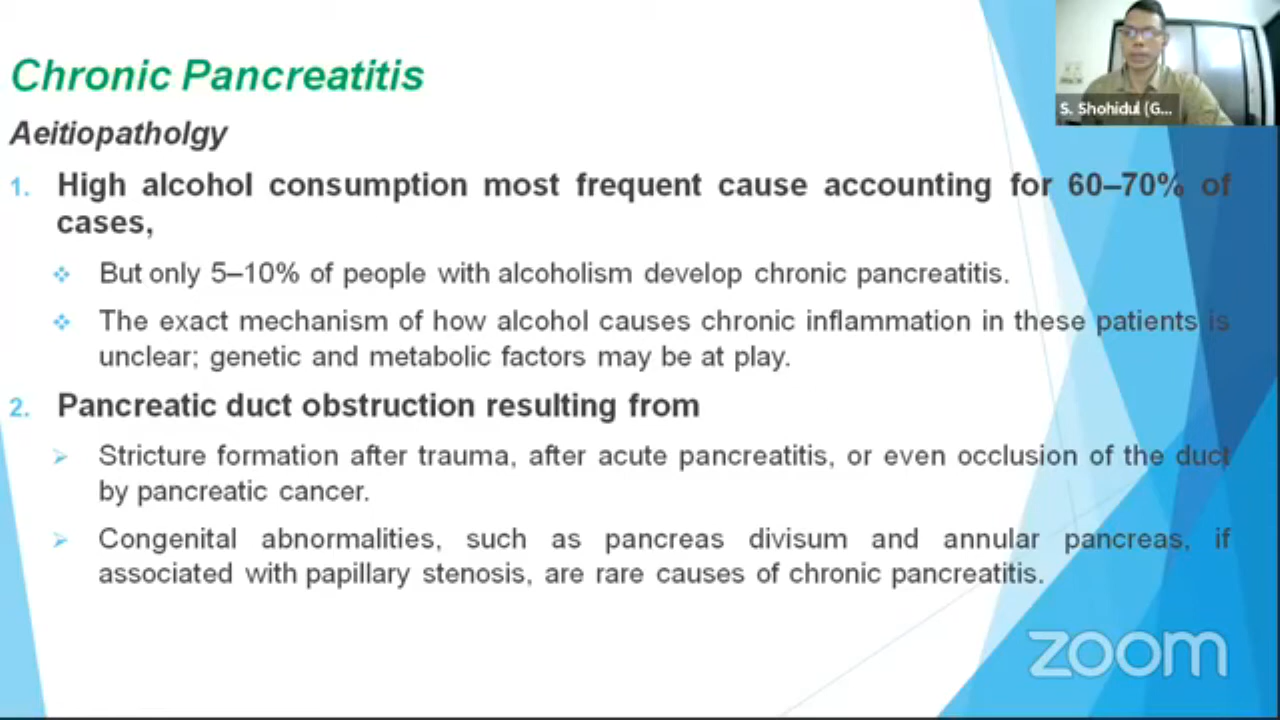 Chronic Pancreatitis
Aeitiopatholgy
1. High alcohol consumption most frequent cause accounting for 60–70% of
cases,
But only 5–10% of people with alcoholism develop chronic pancreatitis.
The exact mechanism of how alcohol causes chronic inflammation in these patients is
unclear; genetic and metabolic factors may be at play.
2. Pancreatic duct obstruction resulting from
Stricture formation after trauma, after acute pancreatitis, or even occlusion of the duct
by pancreatic cancer.
Congenital abnormalities, such as pancreas divisum and annular pancreas, if
associated with papillary stenosis, are rare causes of chronic pancreatitis.
S. Shohidul (G...
zoom